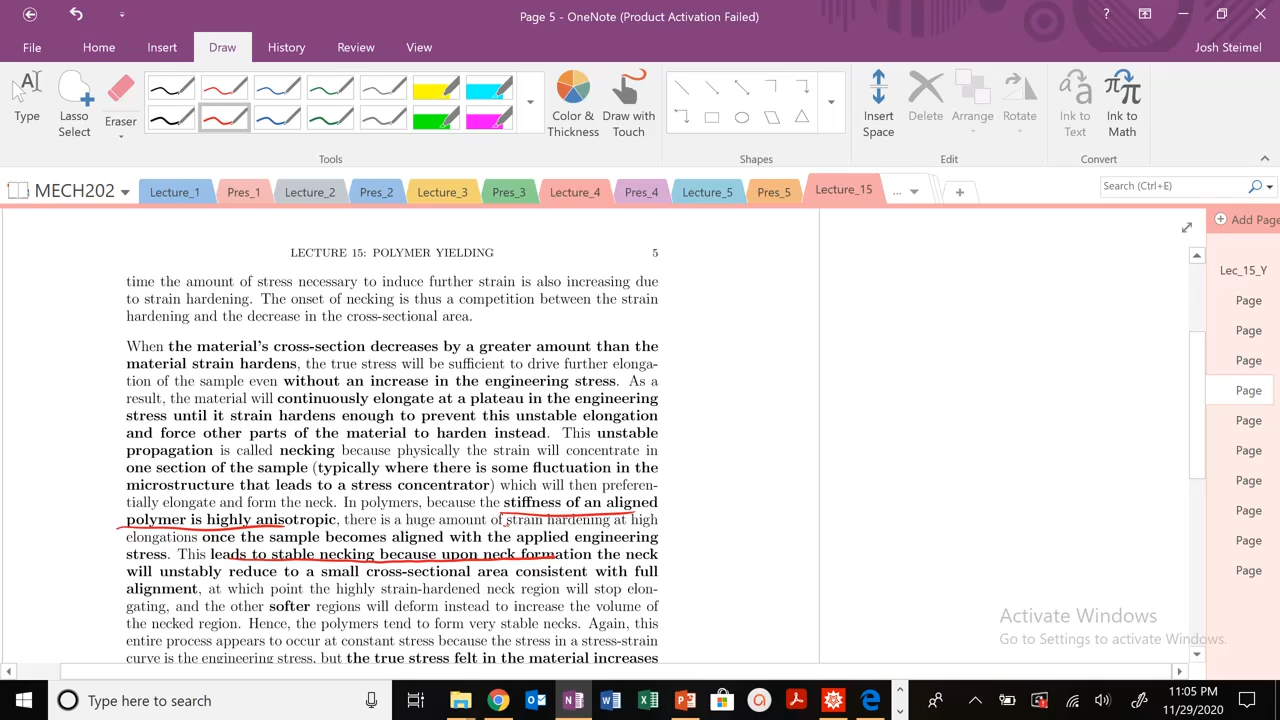 Page 5 - OneNote (Product Activation Failed)
?
File
Home
Insert
Draw
History
Review
View
Josh Steimel
Type
Lasso
Select
Eraser
Color &
Thickness
Draw with
Touch
Insert
Space
Delete
Arrange
Rotate
Ink to
Text
Ink to
Math
Tools
Shapes
Edit
Convert
MECH202
Lecture_1
Pres_1
Lecture_2
Pres_2
Lecture_3
Pres_3
Lecture_4
Pres_4
Lecture_5
Pres_5
Lecture_15
...
Search (Ctrl+E)
Add Page
Lec_15_Y
Page
Page
Page
Page
Page
Page
Page
Page
Page
Page
LECTURE 15: POLYMER YIELDING 5
time the amount of stress necessary to induce further strain is also increasing due
to strain hardening. The onset of necking is thus a competition between the strain
hardening and the decrease in the cross-sectional area.
When the material's cross-section decreases by a greater amount than the
material strain hardens, the true stress will be sufficient to drive further elonga-
tion of the sample even without an increase in the engineering stress. As a
result, the material will continuously elongate at a plateau in the engineering
stress until it strain hardens enough to prevent this unstable elongation
and force other parts of the material to harden instead. This unstable
propagation is called necking because physically the strain will concentrate in
one section of the sample (typically where there is some fluctuation in the
microstructure that leads to a stress concentrator) which will then preferen-
tially elongate and form the neck. In polymers, because the stiffness of an aligned
polymer is highly anisotropic, there is a huge amount of strain hardening at high
elongations once the sample becomes aligned with the applied engineering
stress. This leads to stable necking because upon neck formation the neck
will unstably reduce to a small cross-sectional area consistent with full
alignment, at which point the highly strain-hardened neck region will stop elon-
gating, and the other softer regions will deform instead to increase the volume of
the necked region. Hence, the polymers tend to form very stable necks. Again, this
entire process appears to occur at constant stress because the stress in a stress-strain
curve is the engineering stress, but the true stress felt in the material increases
Activate Windows
Go to Settings to activate Windows.
Type here to search
11:05 PM
11/29/2020